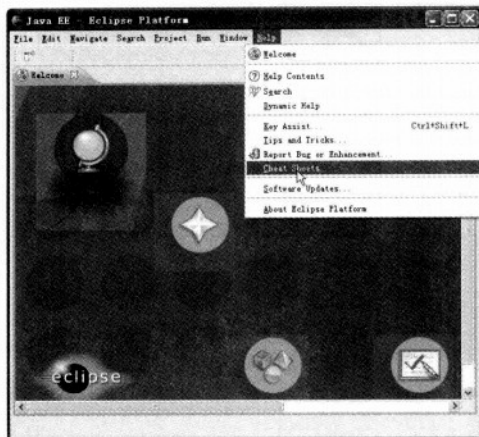 Java EE - Eclipse Platform
File Edit Navigate Search Project Run Window Help
Welcome
Welcome
Help Contents
Search
Dynamic Help
Key Assist... Ctrl+Shift+L
Tips and Tricks...
Report Bug or Enhancement
Cheat Sheets...
Software Updates...
About Eclipse Platform
eclipse